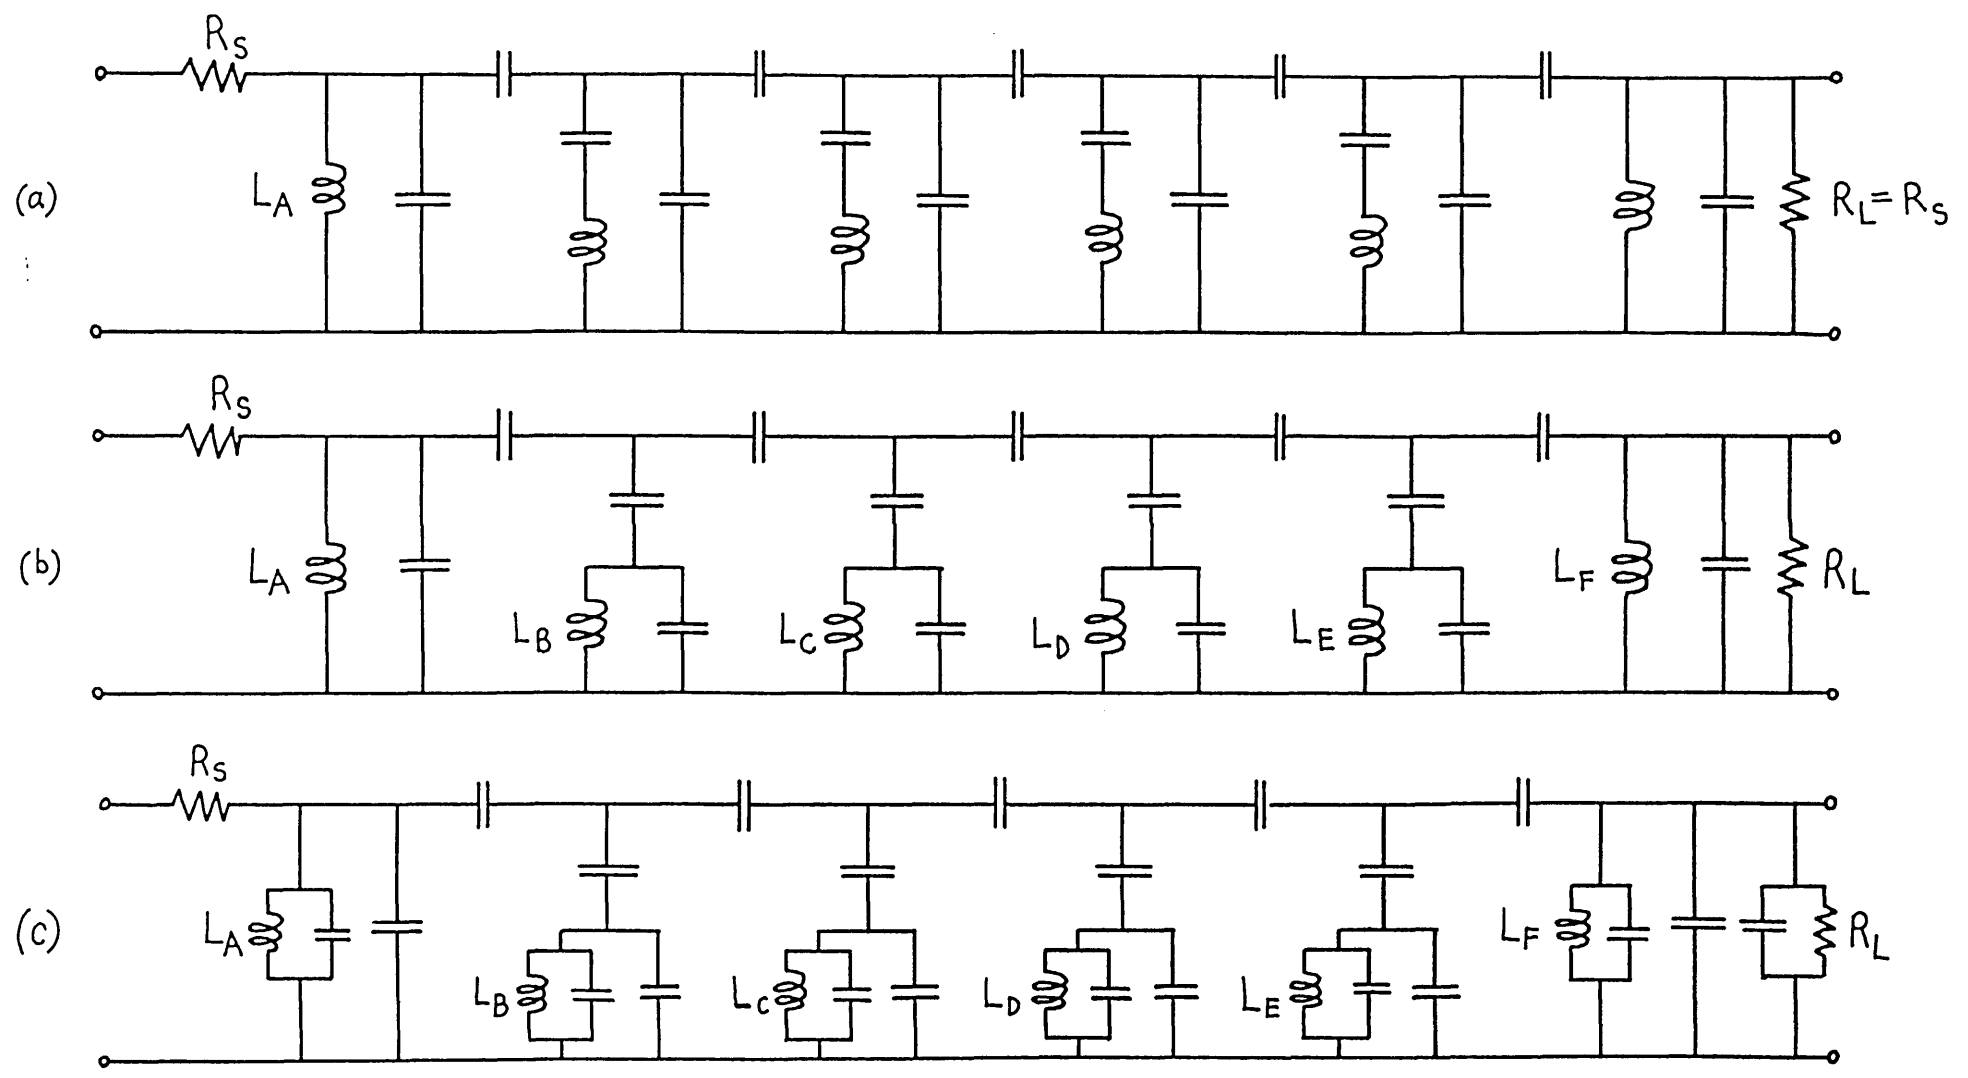 R_S
(a)
L_A
R_L = R_S
R_S
(b)
L_A
L_B
L_C
L_D
L_E
L_F
R_L
R_S
(c)
L_A
L_B
L_C
L_D
L_E
L_F
R_L